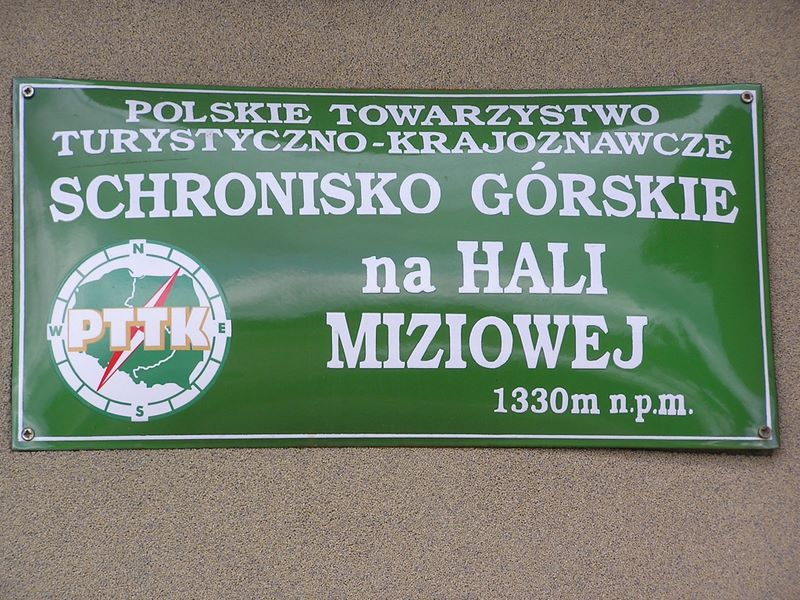 POLSKIE TOWARZYSTWO
TURYSTYCZNO-KRAJOZNAWCZE
SCHRONISKO GÓRSKIE
na HALI
MIZIOWEJ
1330m n.p.m.
N
W PTTK E
S